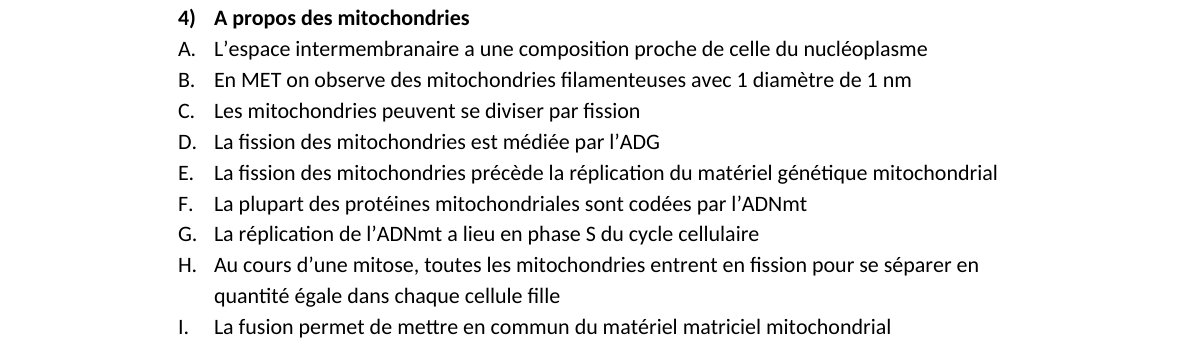 4) A propos des mitochondries
A. L’espace intermembranaire a une composition proche de celle du nucléoplasme
B. En MET on observe des mitochondries filamenteuses avec 1 diamètre de 1 nm
C. Les mitochondries peuvent se diviser par fission
D. La fission des mitochondries est médiée par l’ADG
E. La fission des mitochondries précède la réplication du matériel génétique mitochondrial
F. La plupart des protéines mitochondriales sont codées par l’ADNmt
G. La réplication de l’ADNmt a lieu en phase S du cycle cellulaire
H. Au cours d’une mitose, toutes les mitochondries entrent en fission pour se séparer en
quantité égale dans chaque cellule fille
I. La fusion permet de mettre en commun du matériel matriciel mitochondrial